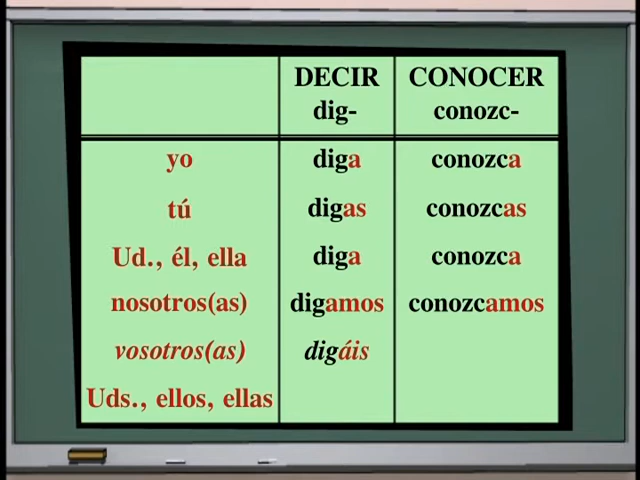 DECIR CONOCER
dig- conozc-
yo diga conozca
tú digas conozcas
Ud., él, ella diga conozca
nosotros(as) digamos conozcamos
vosotros(as) digáis
Uds., ellos, ellas